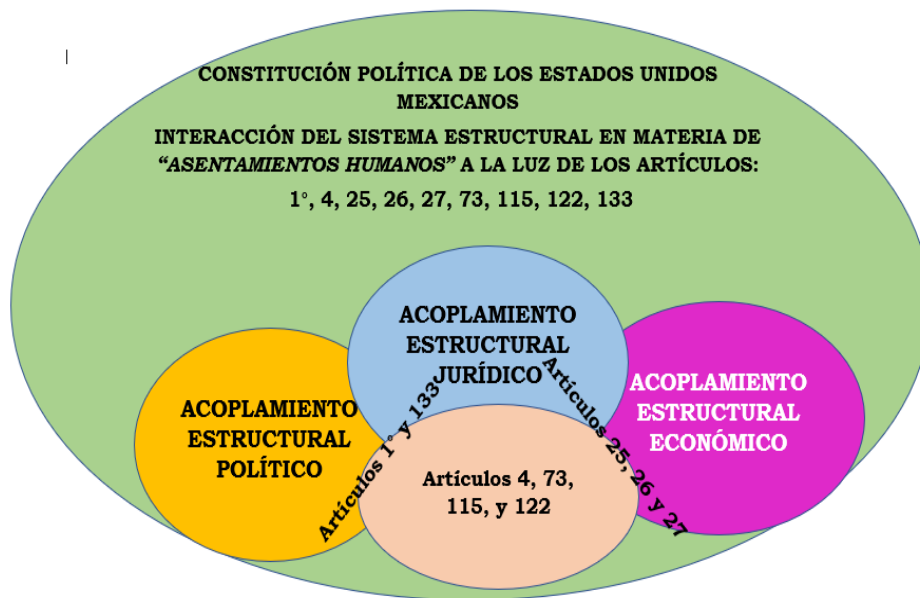 CONSTITUCIÓN POLÍTICA DE LOS ESTADOS UNIDOS
MEXICANOS
INTERACCIÓN DEL SISTEMA ESTRUCTURAL EN MATERIA DE
“ASENTAMIENTOS HUMANOS” A LA LUZ DE LOS ARTÍCULOS:
1°, 4, 25, 26, 27, 73, 115, 122, 133
ACOPLAMIENTO
ESTRUCTURAL
JURÍDICO
ACOPLAMIENTO
ESTRUCTURAL
POLÍTICO
Artículos 1° y 133
Artículos 25, 26 y 27
ACOPLAMIENTO
ESTRUCTURAL
ECONÓMICO
Artículos 4, 73,
115, y 122